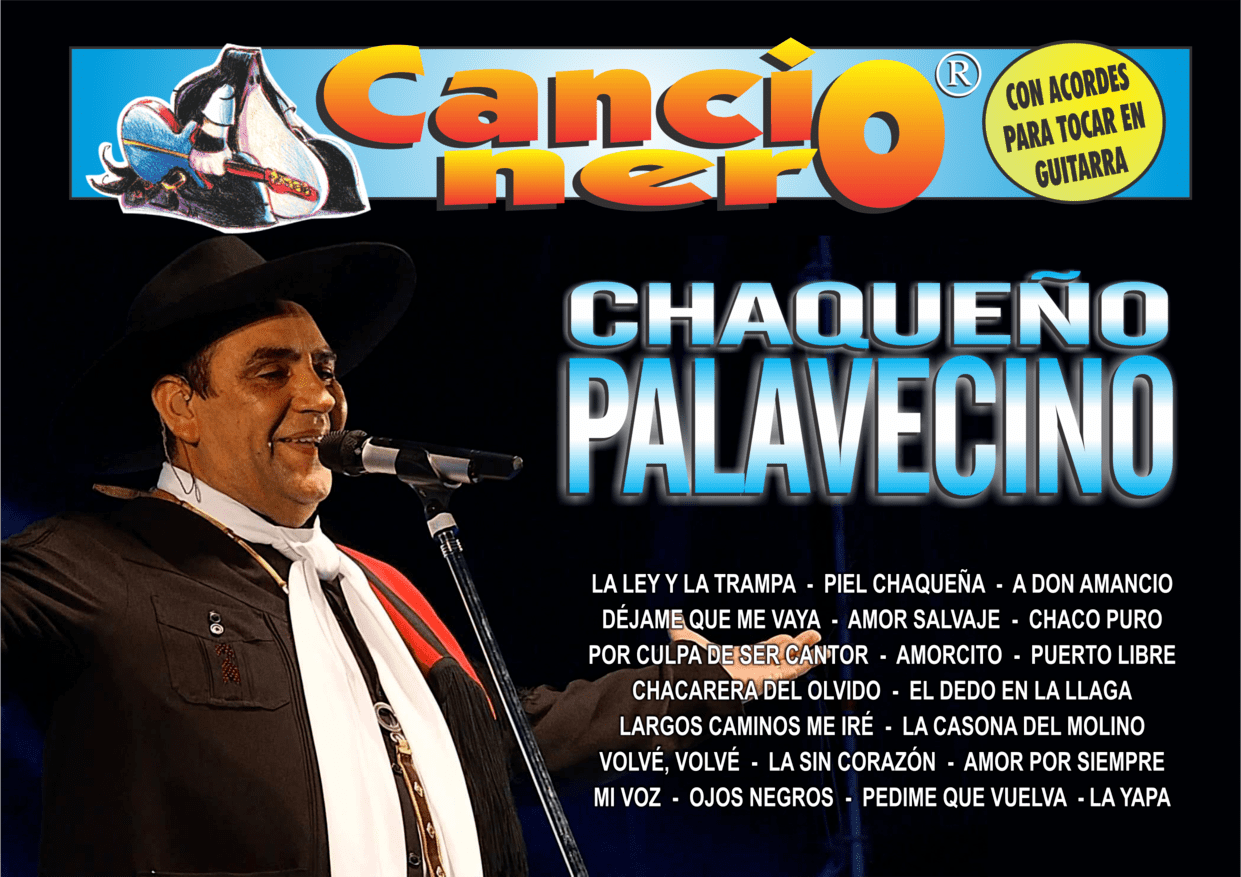 Cancionero®
CON ACORDES
PARA TOCAR EN
GUITARRA
CHAQUEÑO
PALAVECINO
LA LEY Y LA TRAMPA - PIEL CHAQUEÑA - A DON AMANCIO
DÉJAME QUE ME VAYA - AMOR SALVAJE - CHACO PURO
POR CULPA DE SER CANTOR - AMORCITO - PUERTO LIBRE
CHACARERA DEL OLVIDO - EL DEDO EN LA LLAGA
LARGOS CAMINOS ME IRÉ - LA CASONA DEL MOLINO
VOLVÉ, VOLVÉ - LA SIN CORAZÓN - AMOR POR SIEMPRE
MI VOZ - OJOS NEGROS - PEDIME QUE VUELVA - LA YAPA